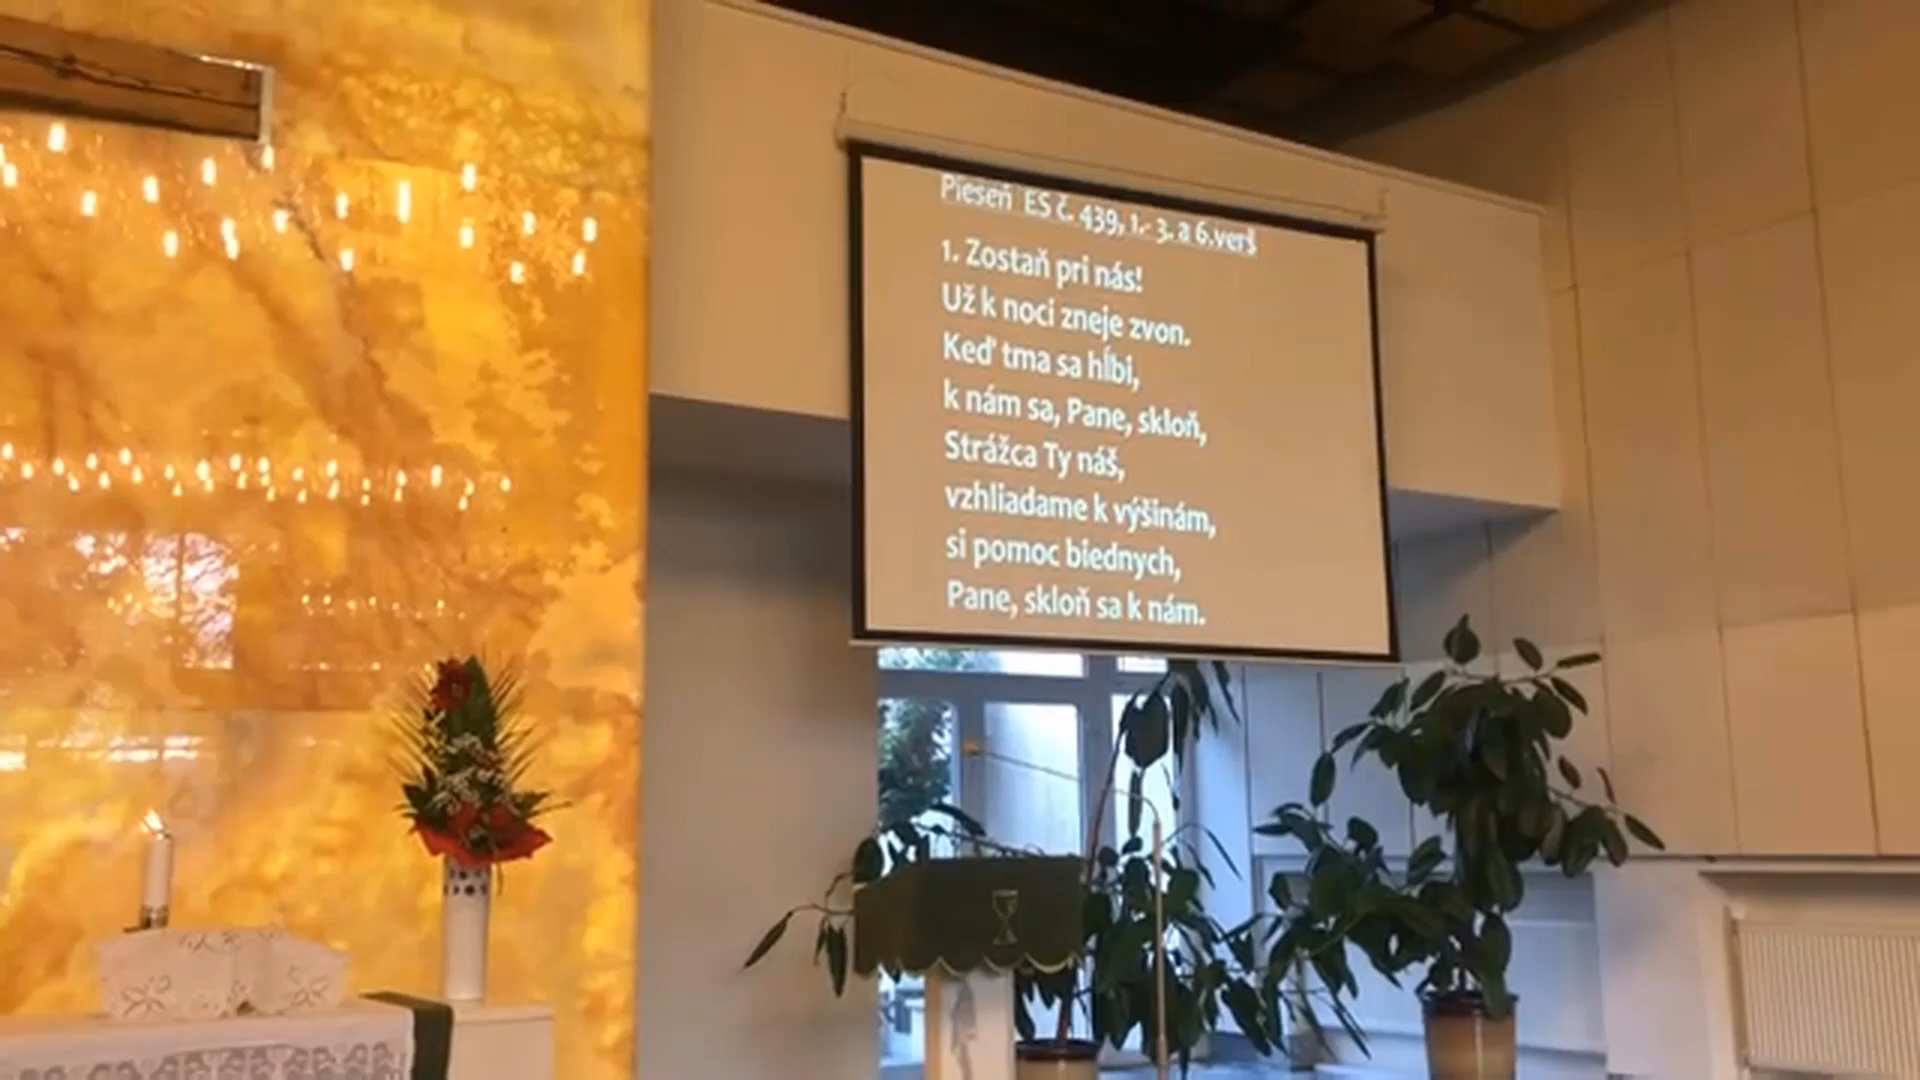 Pieseň ES č. 439, 1.- 3. a 6.verš
1. Zostaň pri nás!
Už k noci zneje zvon.
Keď tma sa hĺbi,
k nám sa, Pane, skloň,
Strážca Ty náš,
vzhliadame k výšinám,
si pomoc biednych,
Pane, skloň sa k nám.